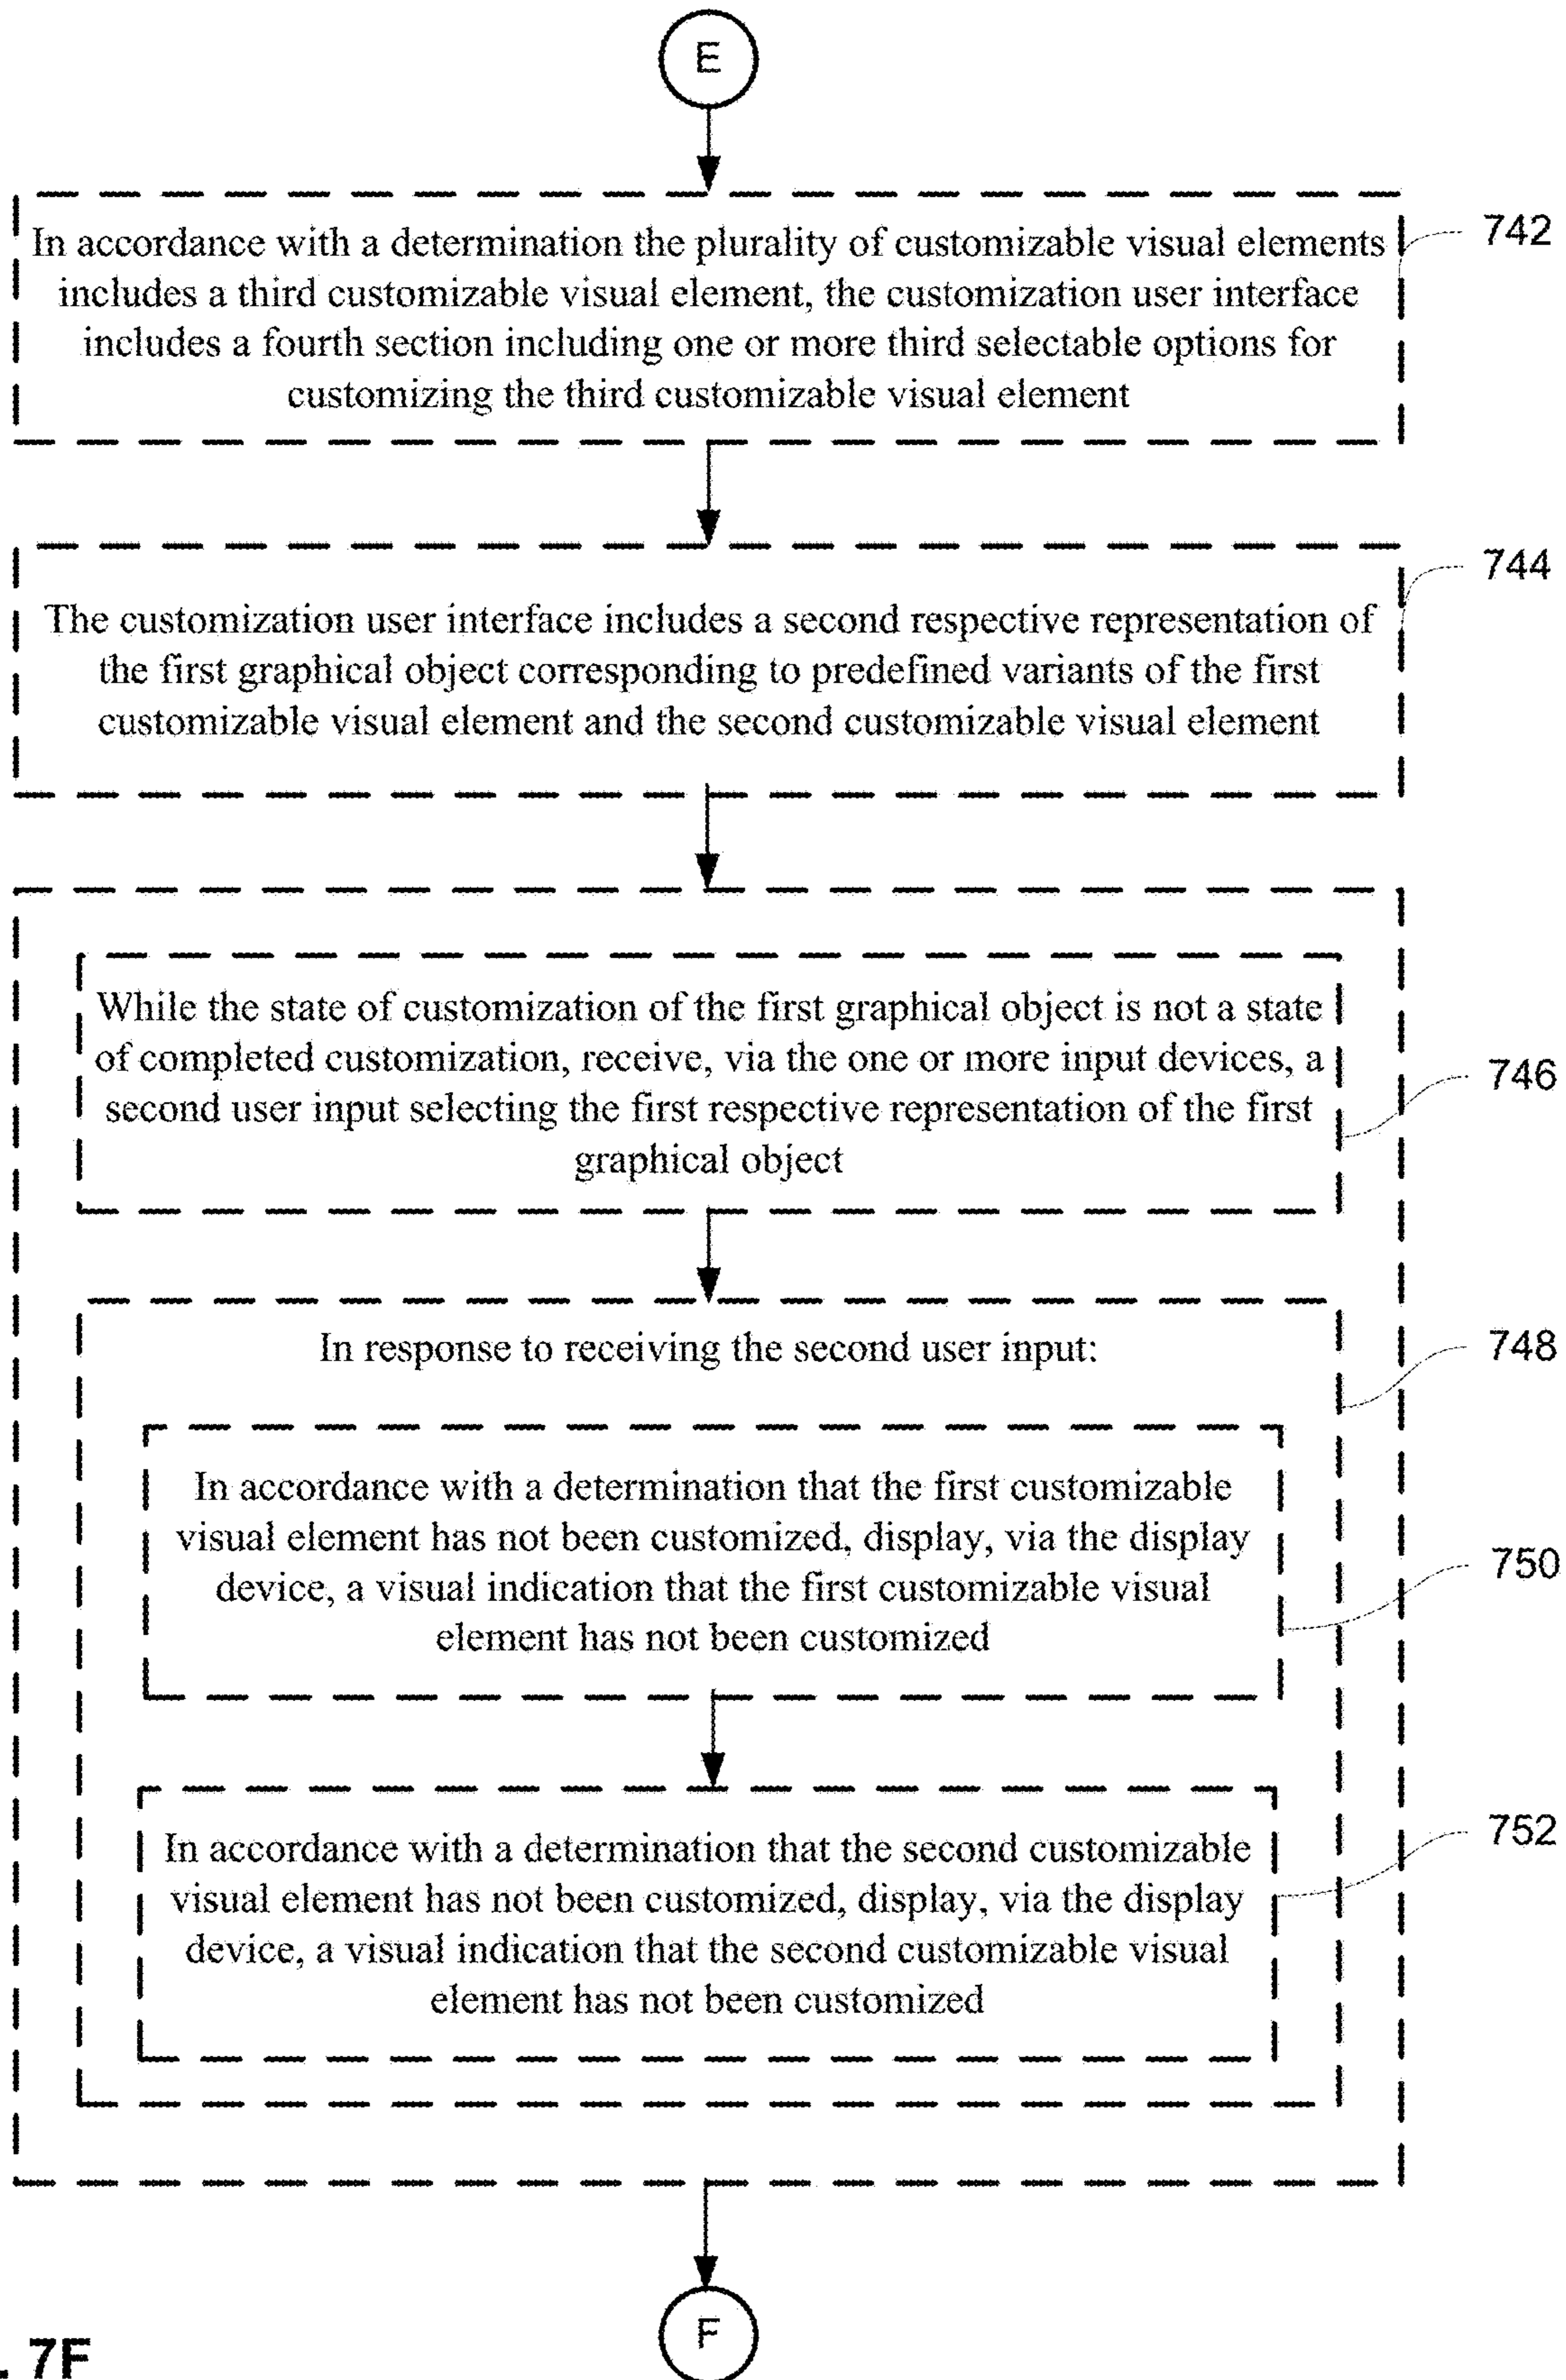 E
In accordance with a determination the plurality of customizable visual elements
includes a third customizable visual element, the customization user interface
includes a fourth section including one or more third selectable options for
customizing the third customizable visual element
742
The customization user interface includes a second respective representation of
the first graphical object corresponding to predefined variants of the first
customizable visual element and the second customizable visual element
744
While the state of customization of the first graphical object is not a state
of completed customization, receive, via the one or more input devices, a
second user input selecting the first respective representation of the first
graphical object
746
In response to receiving the second user input:
748
In accordance with a determination that the first customizable
visual element has not been customized, display, via the display
device, a visual indication that the first customizable visual
element has not been customized
750
In accordance with a determination that the second customizable
visual element has not been customized, display, via the display
device, a visual indication that the second customizable visual
element has not been customized
752
F
. 7F